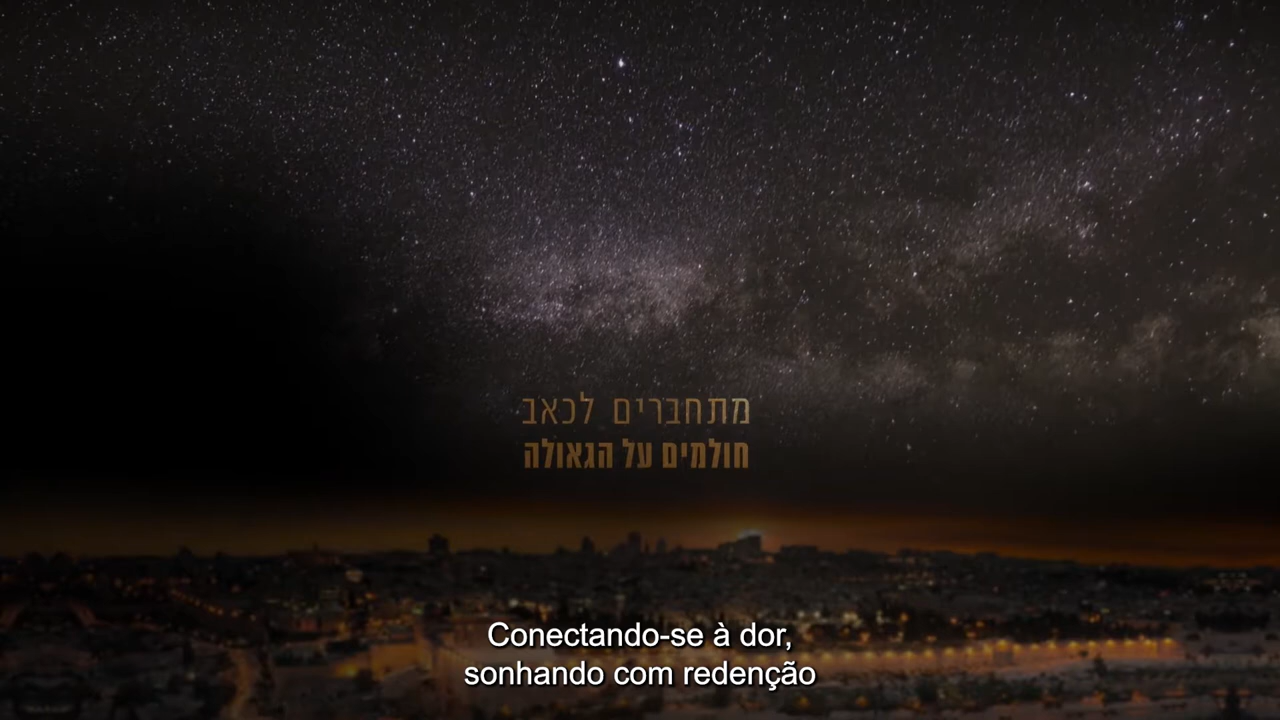 מתחברים לכאב
חולמים על הגאולה
Conectando-se à dor,
sonhando com redenção